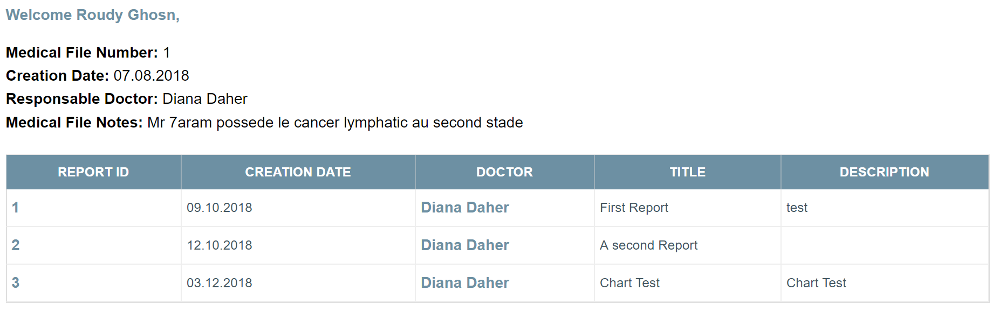 Welcome Roudy Ghosn,
Medical File Number: 1
Creation Date: 07.08.2018
Responsable Doctor: Diana Daher
Medical File Notes: Mr 7aram possede le cancer lymphatic au second stade
REPORT ID CREATION DATE DOCTOR TITLE DESCRIPTION
1 09.10.2018 Diana Daher First Report test
2 12.10.2018 Diana Daher A second Report
3 03.12.2018 Diana Daher Chart Test Chart Test